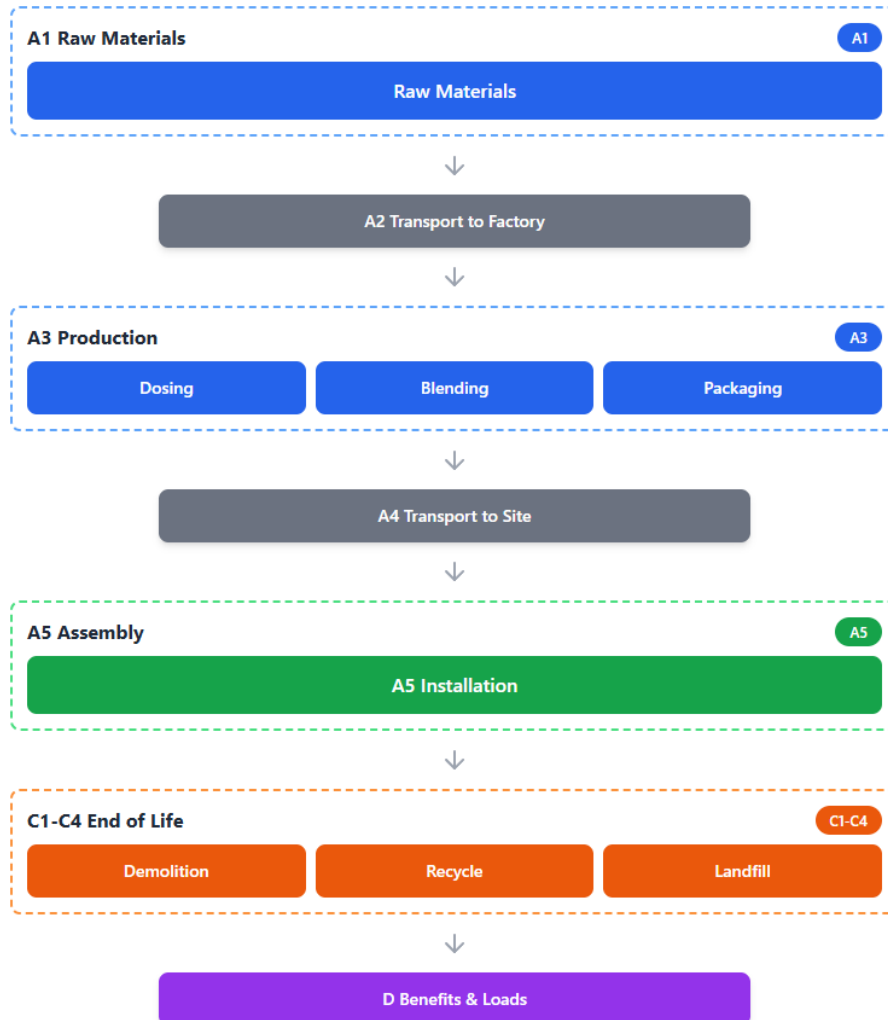 A1 Raw Materials A1
Raw Materials
A2 Transport to Factory
A3 Production A3
Dosing Blending Packaging
A4 Transport to Site
A5 Assembly A5
A5 Installation
C1-C4 End of Life C1-C4
Demolition Recycle Landfill
D Benefits & Loads